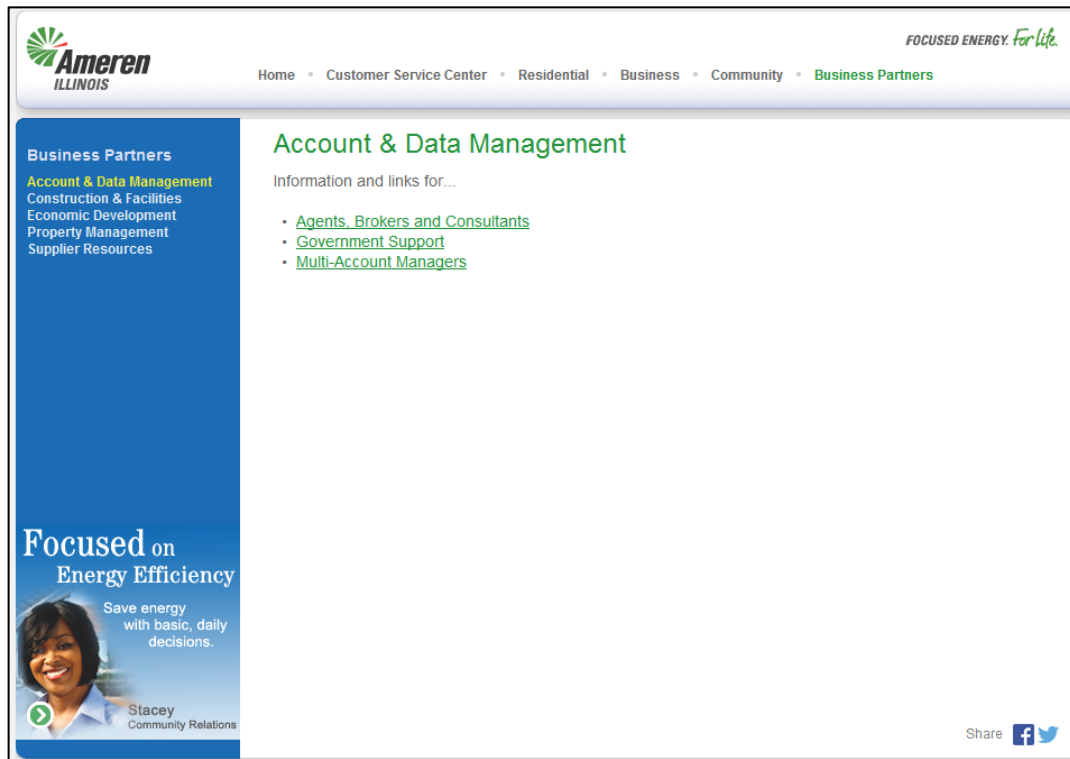 Ameren
ILLINOIS
FOCUSED ENERGY. For Life.
Home • Customer Service Center • Residential • Business • Community • Business Partners
Business Partners
Account & Data Management
Construction & Facilities
Economic Development
Property Management
Supplier Resources
Account & Data Management
Information and links for...
• Agents, Brokers and Consultants
• Government Support
• Multi-Account Managers
Focused on
Energy Efficiency
Save energy
with basic, daily
decisions.
Stacey
Community Relations
Share